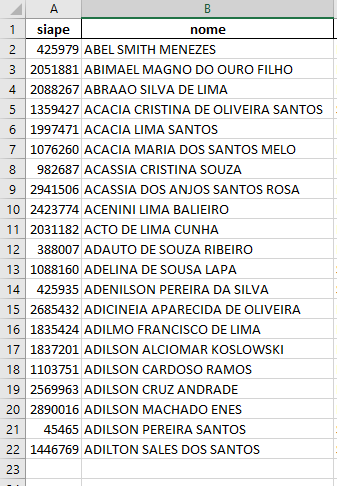 A B
1 siape nome
2 425979 ABEL SMITH MENEZES
3 2051881 ABIMAEL MAGNO DO OURO FILHO
4 2088267 ABRAAO SILVA DE LIMA
5 1359427 ACACIA CRISTINA DE OLIVEIRA SANTOS
6 1997471 ACACIA LIMA SANTOS
7 1076260 ACACIA MARIA DOS SANTOS MELO
8 982687 ACASSIA CRISTINA SOUZA
9 2941506 ACASSIA DOS ANJOS SANTOS ROSA
10 2423774 ACENINI LIMA BALIEIRO
11 2031182 ACTO DE LIMA CUNHA
12 388007 ADAUTO DE SOUZA RIBEIRO
13 1088160 ADELINA DE SOUSA LAPA
14 425935 ADENILSON PEREIRA DA SILVA
15 2685432 ADICINEIA APARECIDA DE OLIVEIRA
16 1835424 ADILMO FRANCISCO DE LIMA
17 1837201 ADILSON ALCIOMAR KOSLOWSKI
18 1103751 ADILSON CARDOSO RAMOS
19 2569963 ADILSON CRUZ ANDRADE
20 2890016 ADILSON MACHADO ENES
21 45465 ADILSON PEREIRA SANTOS
22 1446769 ADILTON SALES DOS SANTOS
23